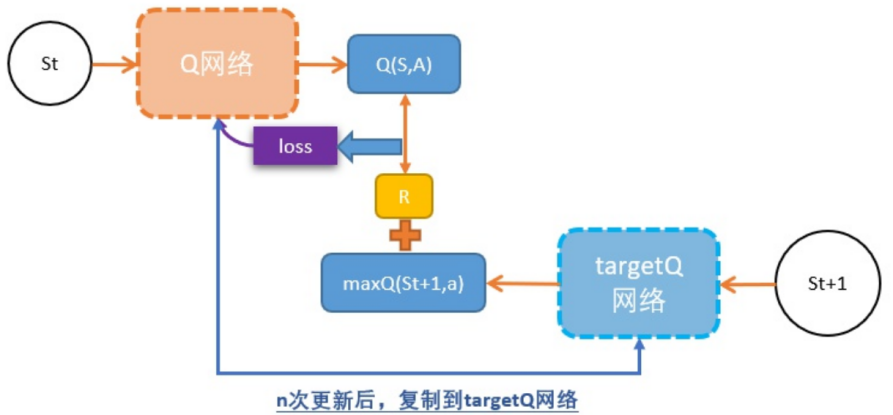 St
Q网络
Q(S,A)
loss
R
maxQ(St+1,a)
targetQ
网络
St+1
n次更新后，复制到targetQ网络